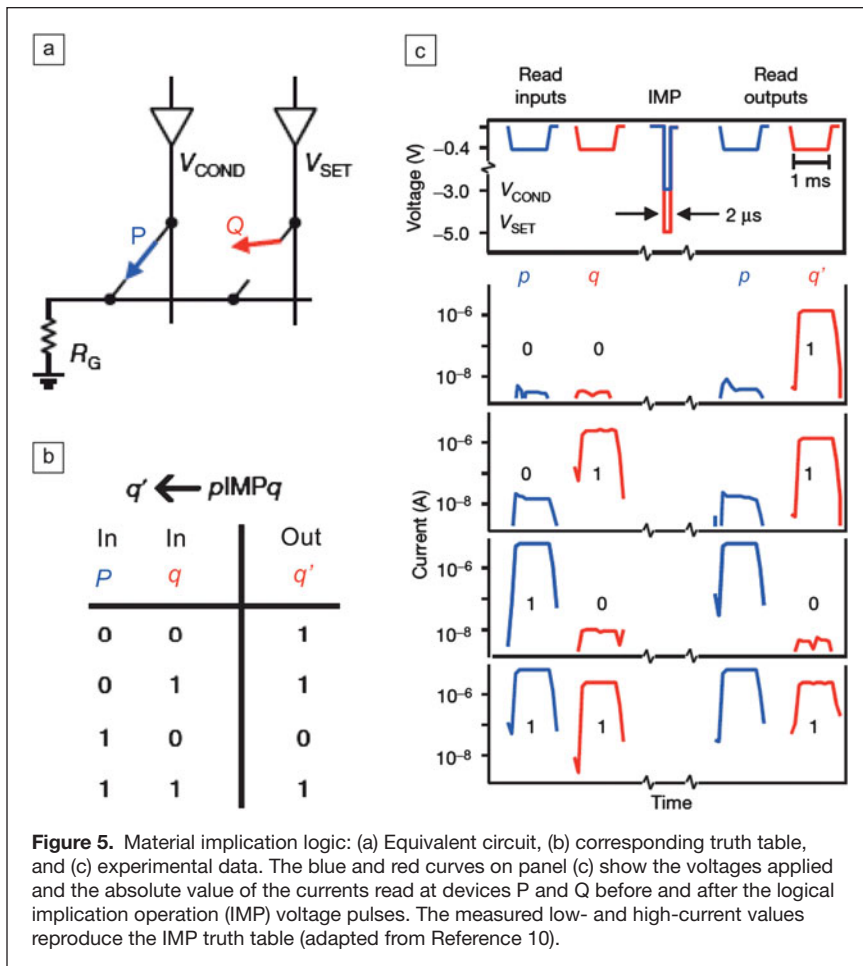 a
V_COND
V_SET
P
Q
R_G
b
q' ← pIMPq
In In Out
P q q'
0 0 1
0 1 1
1 0 0
1 1 1
c
Read inputs
IMP
Read outputs
Voltage (V)
−0.4
−3.0
−5.0
V_COND
V_SET
1 ms
2 µs
p q p q'
Current (A)
10⁻⁶
10⁻⁸
0 0 1
10⁻⁶
10⁻⁸
0 1 1
10⁻⁶
10⁻⁸
1 0 0
10⁻⁶
10⁻⁸
1 1 1
Time
Figure 5. Material implication logic: (a) Equivalent circuit, (b) corresponding truth table,
and (c) experimental data. The blue and red curves on panel (c) show the voltages applied
and the absolute value of the currents read at devices P and Q before and after the logical
implication operation (IMP) voltage pulses. The measured low- and high-current values
reproduce the IMP truth table (adapted from Reference 10).